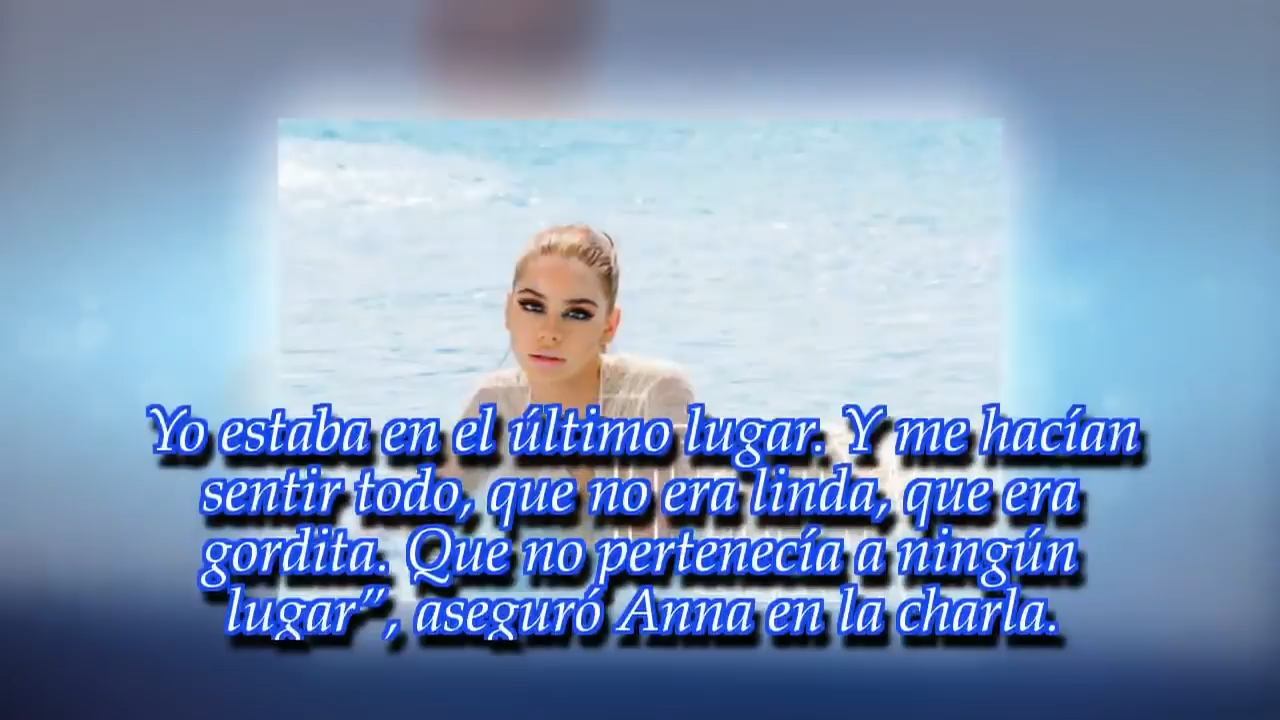 Yo estaba en el último lugar. Y me hacían
sentir todo, que no era linda, que era
gordita. Que no pertenecía a ningún
lugar”, aseguró Anna en la charla.